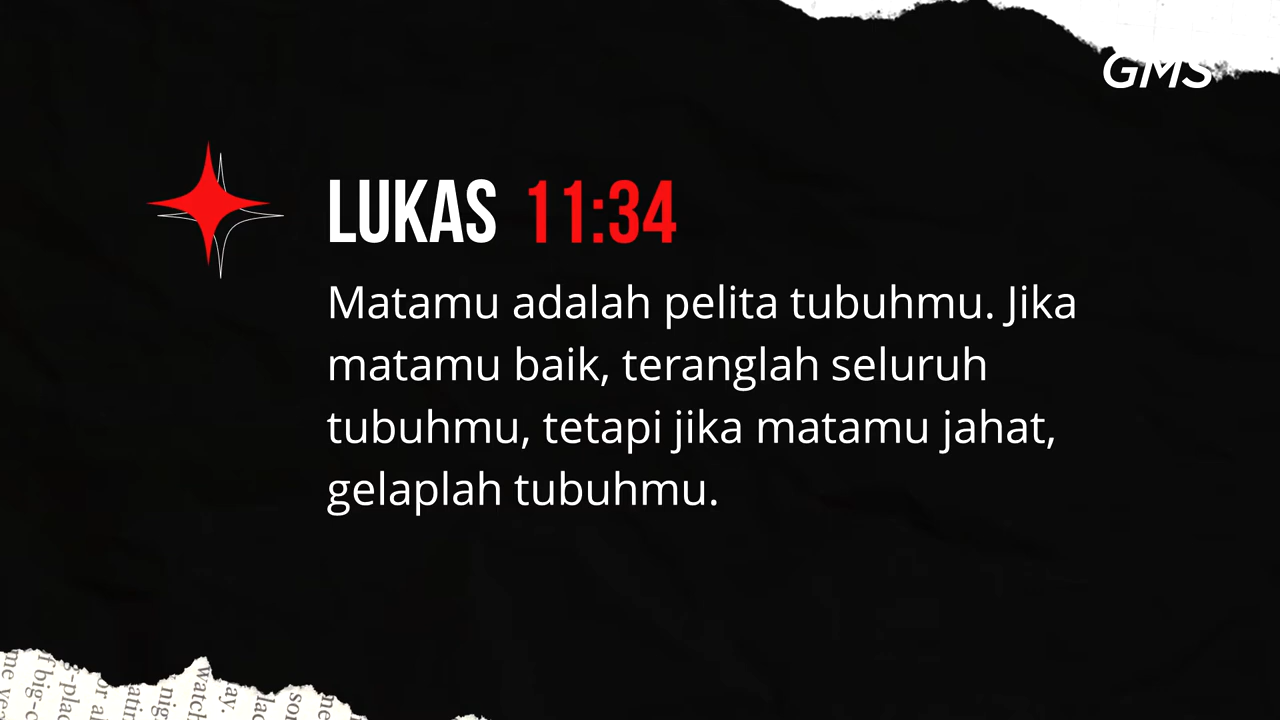 GMS
LUKAS 11:34
Matamu adalah pelita tubuhmu. Jika
matamu baik, teranglah seluruh
tubuhmu, tetapi jika matamu jahat,
gelaplah tubuhmu.